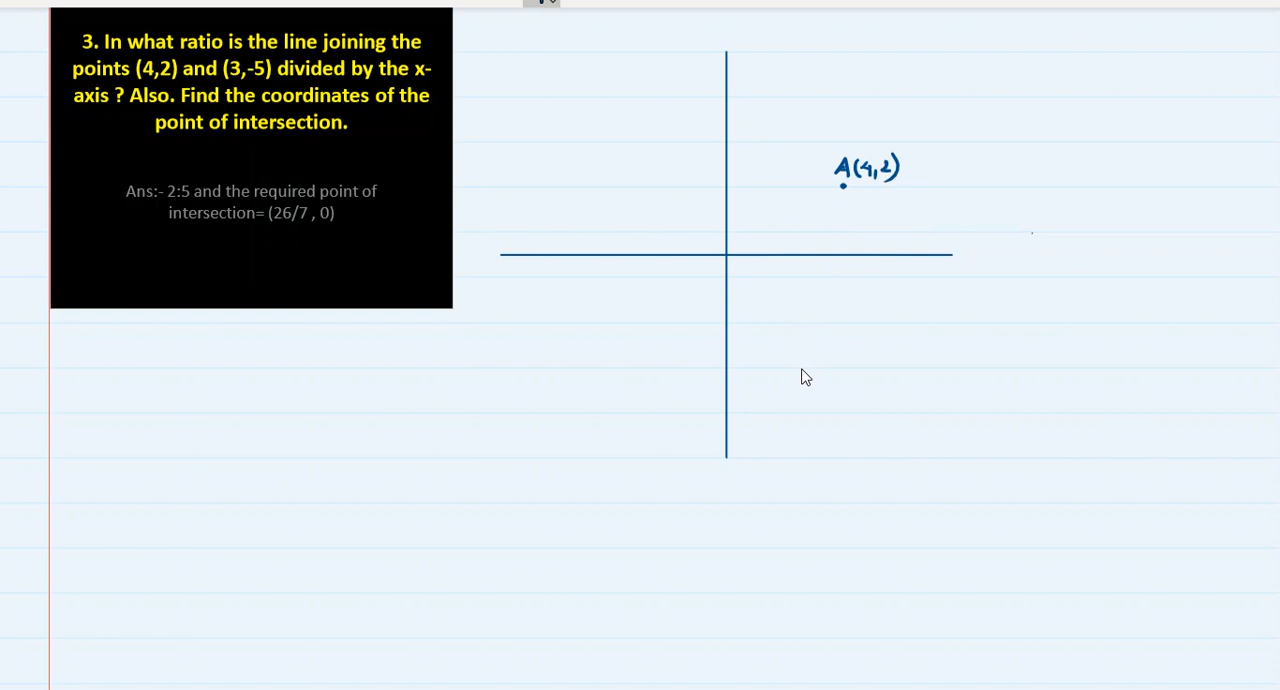 3. In what ratio is the line joining the
points (4,2) and (3,-5) divided by the x-
axis ? Also. Find the coordinates of the
point of intersection.
Ans:- 2:5 and the required point of
intersection= (26/7 , 0)
A(4,2)